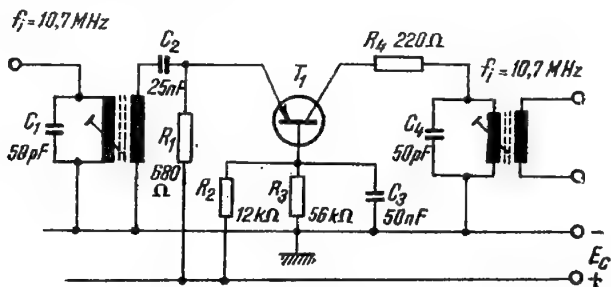 fᵢ = 10,7 MHz
C₂
25nF
T₁
R₄ 220Ω
fᵢ = 10,7 MHz
C₁
50pF
R₁
680
Ω
R₂
12kΩ
R₃
56kΩ
C₃
50nF
C₄
50pF
−
E_C
+